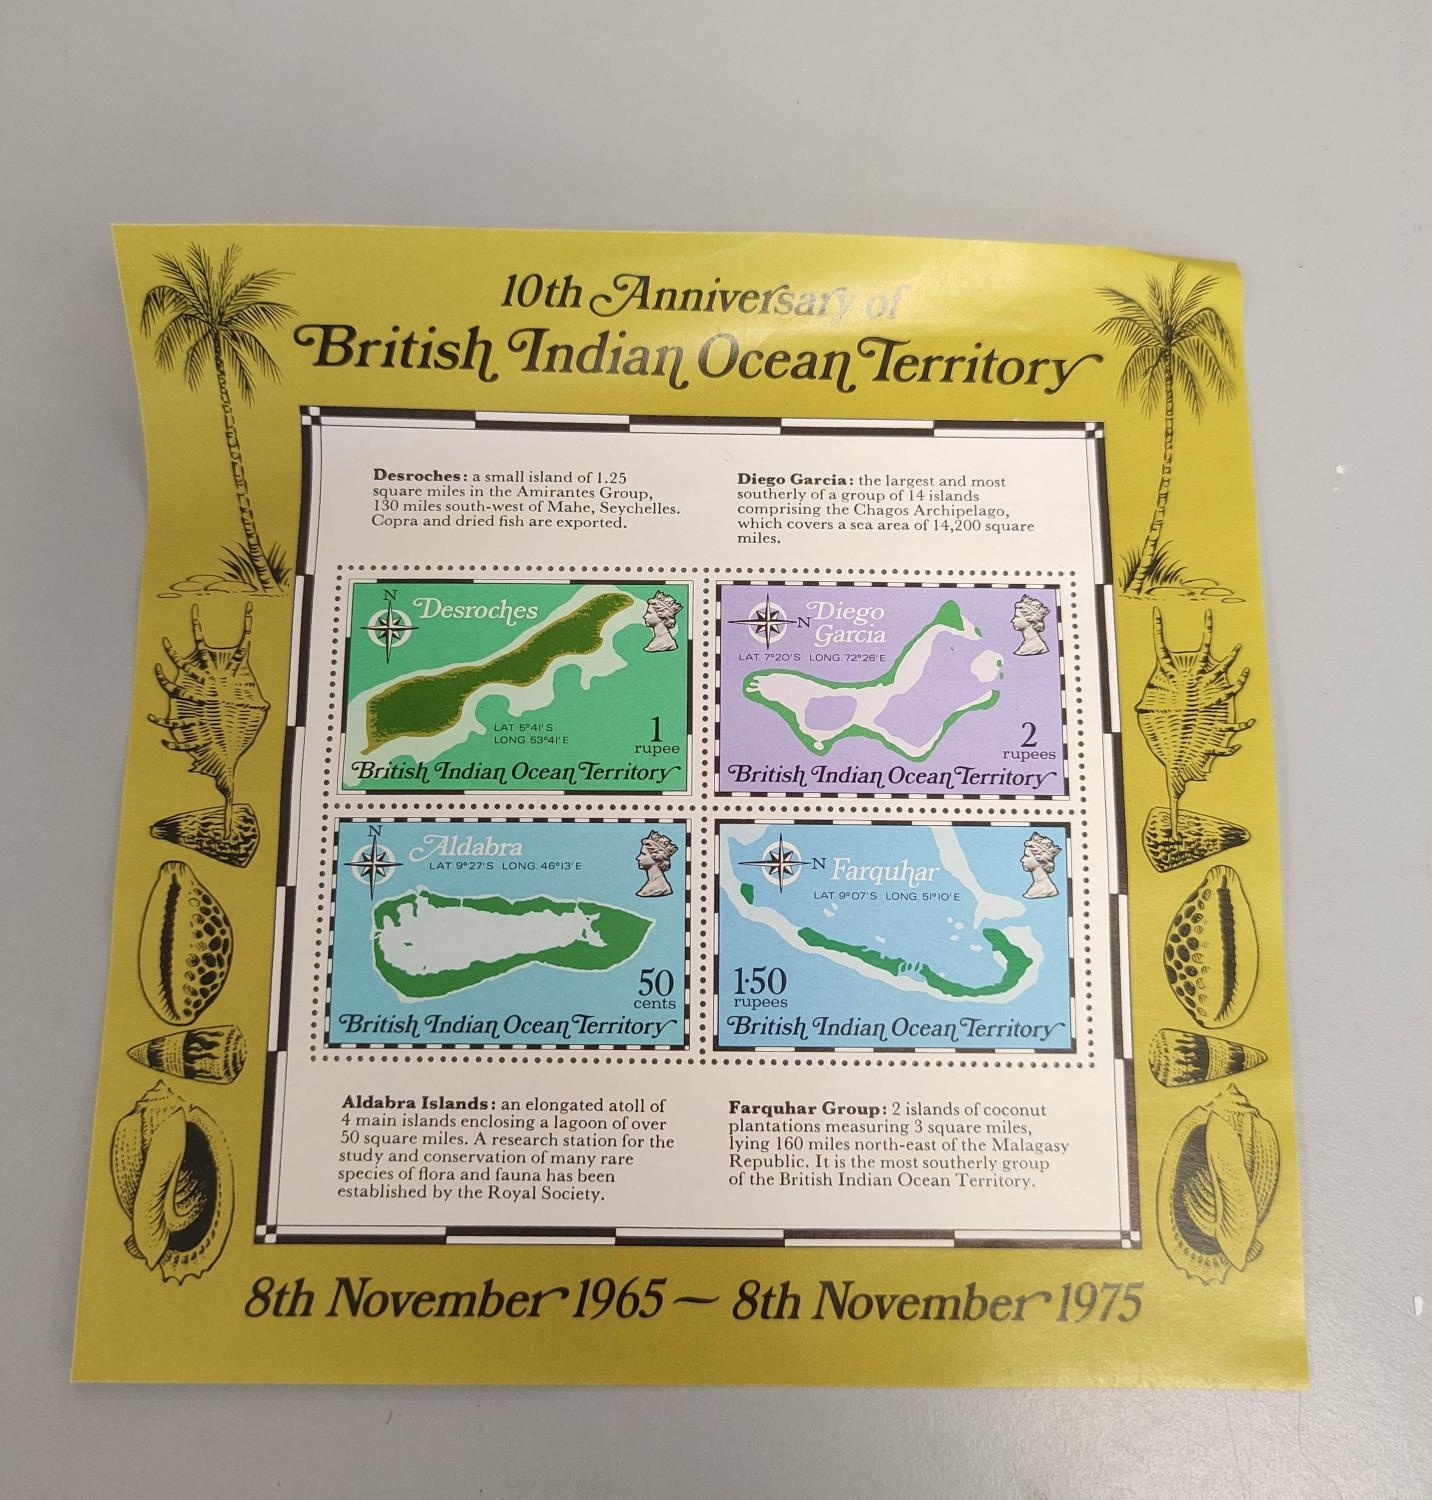 10th Anniversary of
British Indian Ocean Territory
Desroches: a small island of 1.25
square miles in the Amirantes Group,
130 miles south-west of Mahe, Seychelles.
Copra and dried fish are exported.
Diego Garcia: the largest and most
southerly of a group of 14 islands
comprising the Chagos Archipelago,
which covers a sea area of 14,200 square
miles.
N
Desroches
LAT. 5°41'S
LONG. 53°41'E
1
rupee
British Indian Ocean Territory
N
Diego
Garcia
LAT. 7°20'S LONG. 72°26'E
2
rupees
British Indian Ocean Territory
N
Aldabra
LAT 9°27'S LONG. 46°13'E
50
cents
British Indian Ocean Territory
N
Farquhar
LAT 9°07'S LONG 51°10'E
1·50
rupees
British Indian Ocean Territory
Aldabra Islands: an elongated atoll of
4 main islands enclosing a lagoon of over
50 square miles. A research station for the
study and conservation of many rare
species of flora and fauna has been
established by the Royal Society.
Farquhar Group: 2 islands of coconut
plantations measuring 3 square miles,
lying 160 miles north-east of the Malagasy
Republic. It is the most southerly group
of the British Indian Ocean Territory.
8th November 1965 ~ 8th November 1975